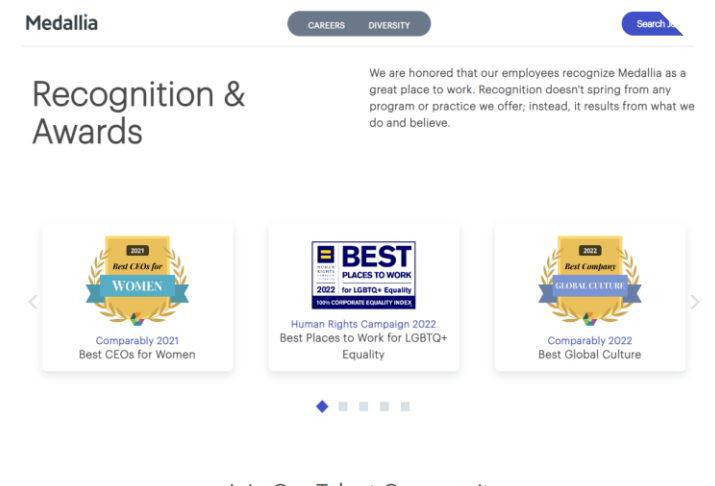 Medallia
CAREERS DIVERSITY
Search
Recognition &
Awards
We are honored that our employees recognize Medallia as a
great place to work. Recognition doesn't spring from any
program or practice we offer; instead, it results from what we
do and believe.
2021
Best CEOs for
WOMEN
Comparably 2021
Best CEOs for Women
HUMAN
RIGHTS
CAMPAIGN
BEST
PLACES TO WORK
2022 for LGBTQ+ Equality
100% CORPORATE EQUALITY INDEX
Human Rights Campaign 2022
Best Places to Work for LGBTQ+
Equality
2022
Best Company
GLOBAL CULTURE
Comparably 2022
Best Global Culture